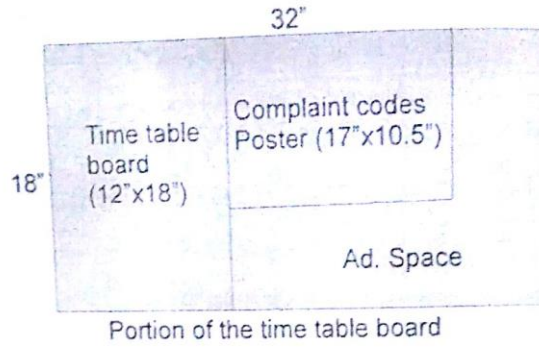 32"
Complaint codes
Poster (17"x10.5")
Time table
board
(12"x18")
18"
Ad. Space
Portion of the time table board